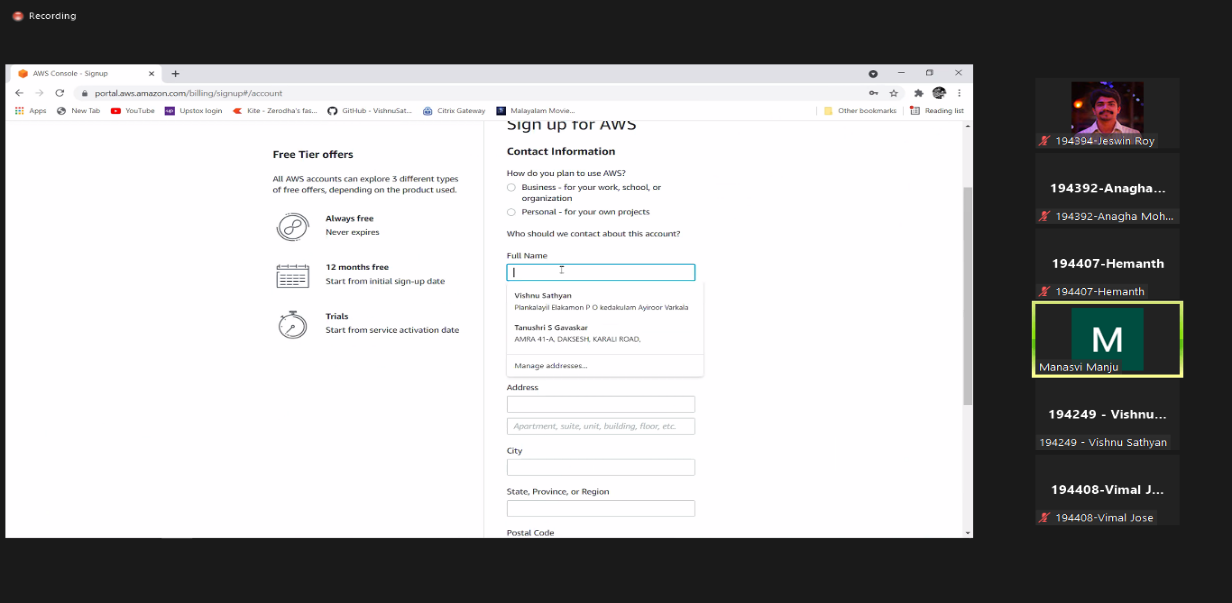 Recording
AWS Console - Signup
portal.aws.amazon.com/billing/signup#/account
Apps
New Tab
YouTube
Upstox login
Kite - Zerodha's fas...
GitHub - VishnuSat...
Citrix Gateway
Malayalam Movie...
Other bookmarks
Reading list
Free Tier offers
All AWS accounts can explore 3 different types
of free offers, depending on the product used.
Always free
Never expires
12 months free
Start from initial sign-up date
Trials
Start from service activation date
Sign up for AWS
Contact Information
How do you plan to use AWS?
Business - for your work, school, or
organization
Personal - for your own projects
Who should we contact about this account?
Full Name
Vishnu Sathyan
Plankalayil Elakamon P O kedakulam Ayiroor Varkala
Tanushri S Gavaskar
AMRA 41-A, DAKSESH, KARALI ROAD,
Manage addresses...
Address
Apartment, suite, unit, building, floor, etc.
City
State, Province, or Region
Postal Code
194394-Jeswin Roy
194392-Anagha...
194392-Anagha Moh...
194407-Hemanth
194407-Hemanth
M
Manasvi Manju
194249 - Vishnu...
194249 - Vishnu Sathyan
194408-Vimal J...
194408-Vimal Jose